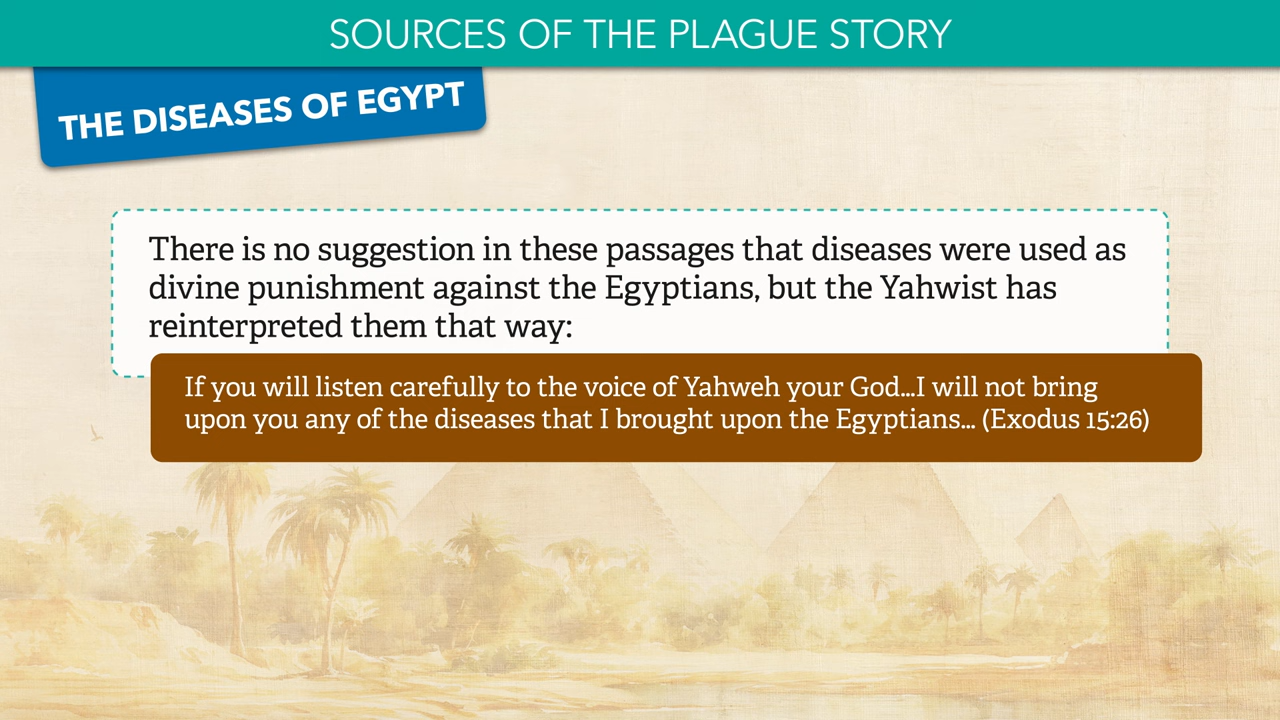 SOURCES OF THE PLAGUE STORY
THE DISEASES OF EGYPT
There is no suggestion in these passages that diseases were used as
divine punishment against the Egyptians, but the Yahwist has
reinterpreted them that way:
If you will listen carefully to the voice of Yahweh your God...I will not bring
upon you any of the diseases that I brought upon the Egyptians... (Exodus 15:26)